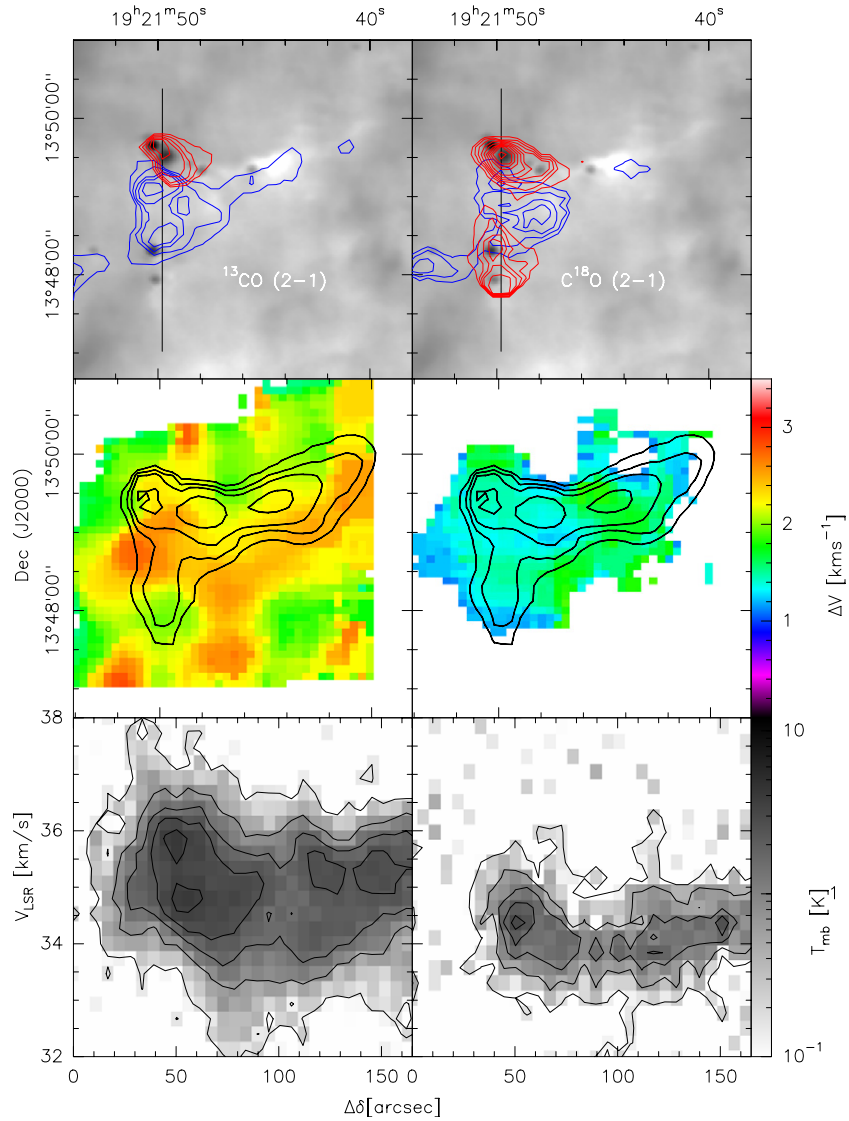 19ʰ21ᵐ50ˢ 40ˢ 19ʰ21ᵐ50ˢ 40ˢ
13°50'00''
13°48'00''
¹³CO (2−1)
C¹⁸O (2−1)
Dec (J2000)
13°50'00''
13°48'00''
3
2
1
ΔV [kms⁻¹]
V_LSR [km/s]
38
36
34
32
10
1
10⁻¹
T_mb [K]
0 50 100 150 0 50 100 150
Δδ[arcsec]